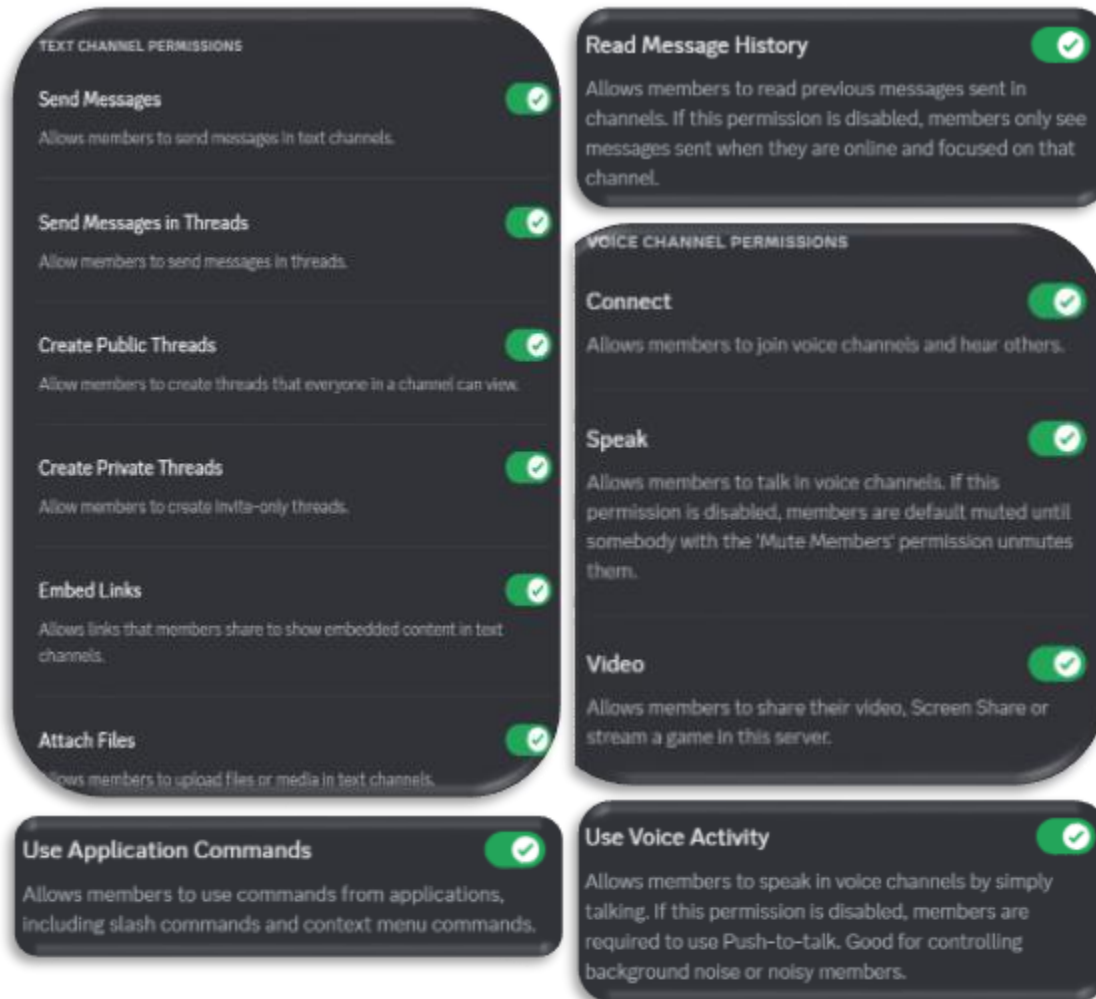 TEXT CHANNEL PERMISSIONS
Send Messages
Allows members to send messages in text channels.
Send Messages in Threads
Allow members to send messages in threads.
Create Public Threads
Allow members to create threads that everyone in a channel can view.
Create Private Threads
Allow members to create invite-only threads.
Embed Links
Allows links that members share to show embedded content in text
channels.
Attach Files
Allows members to upload files or media in text channels.
Use Application Commands
Allows members to use commands from applications,
including slash commands and context menu commands.
Read Message History
Allows members to read previous messages sent in
channels. If this permission is disabled, members only see
messages sent when they are online and focused on that
channel.
VOICE CHANNEL PERMISSIONS
Connect
Allows members to join voice channels and hear others.
Speak
Allows members to talk in voice channels. If this
permission is disabled, members are default muted until
somebody with the 'Mute Members' permission unmutes
them.
Video
Allows members to share their video, Screen Share or
stream a game in this server.
Use Voice Activity
Allows members to speak in voice channels by simply
talking. If this permission is disabled, members are
required to use Push-to-talk. Good for controlling
background noise or noisy members.